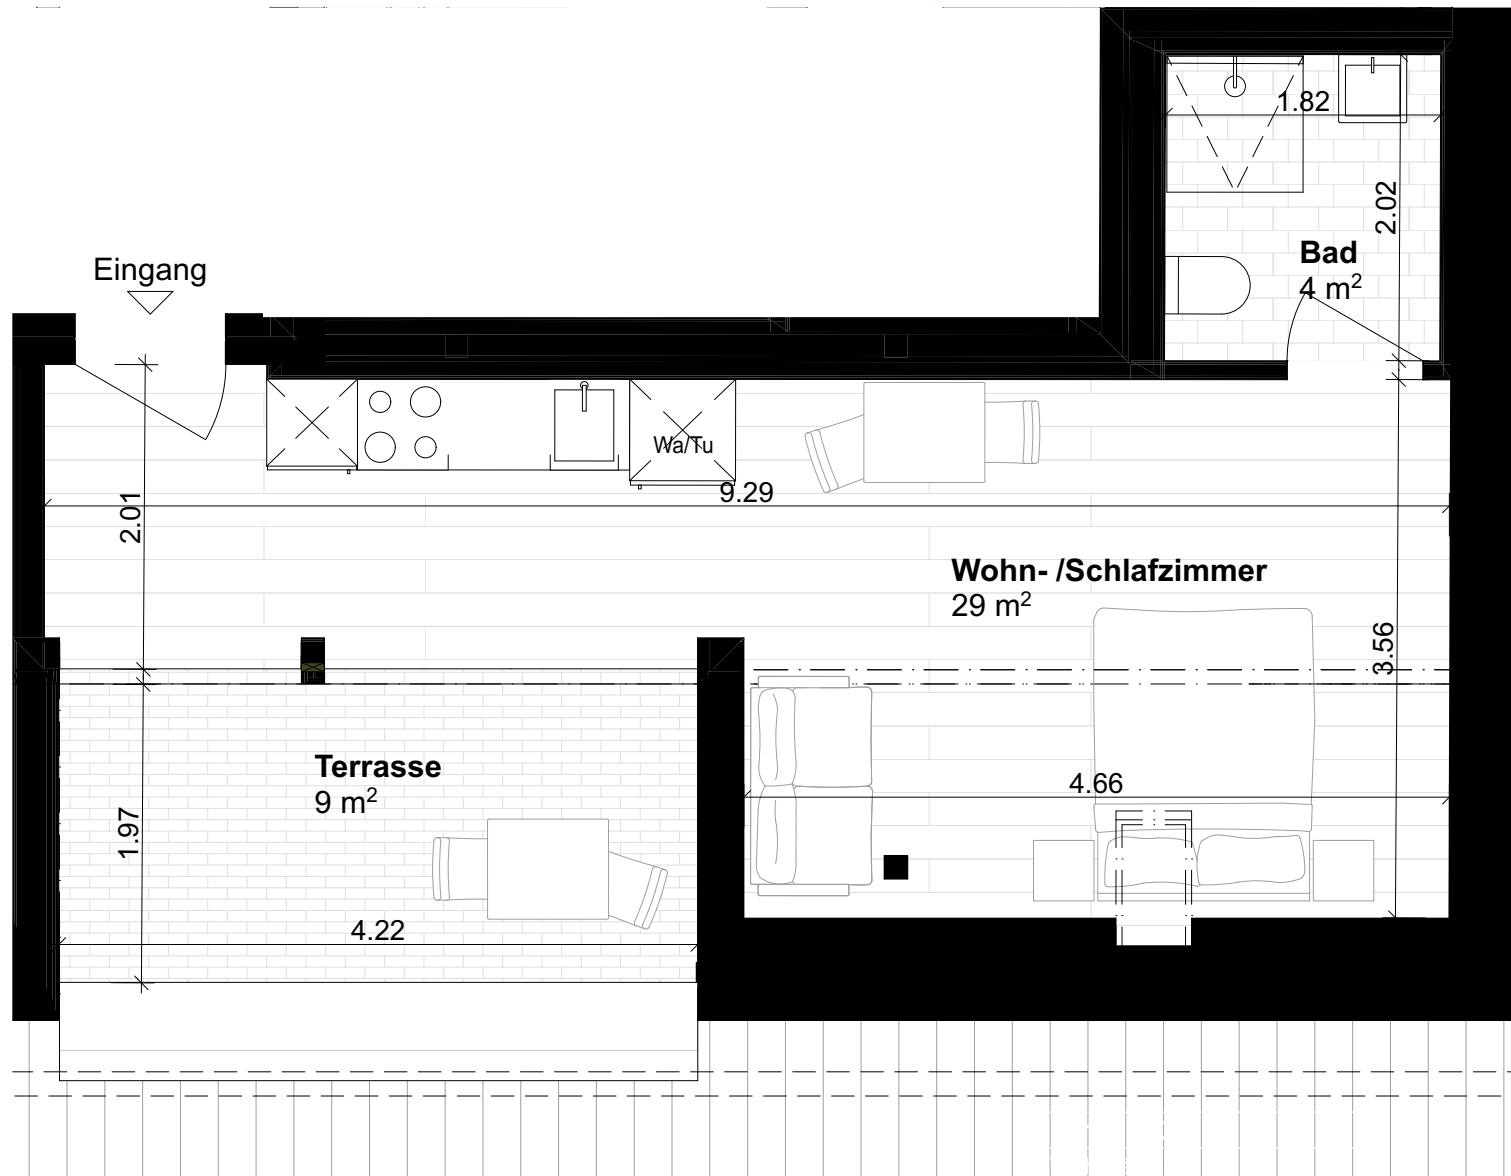 1.82
2.02
Bad
4 m²
Eingang
Wa/Tu
9.29
2.01
Wohn- /Schlafzimmer
29 m²
3.56
Terrasse
9 m²
4.66
1.97
4.22